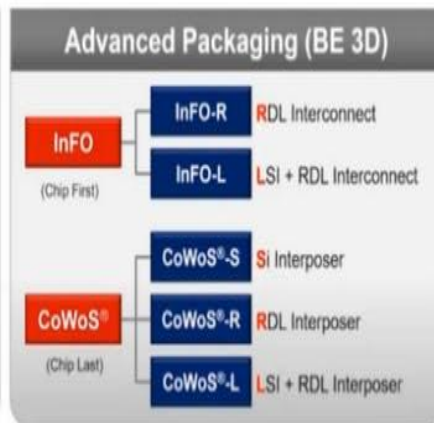 Advanced Packaging (BE 3D)
InFO
(Chip First)
InFO-R RDL Interconnect
InFO-L LSI + RDL Interconnect
CoWoS®
(Chip Last)
CoWoS®-S Si Interposer
CoWoS®-R RDL Interposer
CoWoS®-L LSI + RDL Interposer